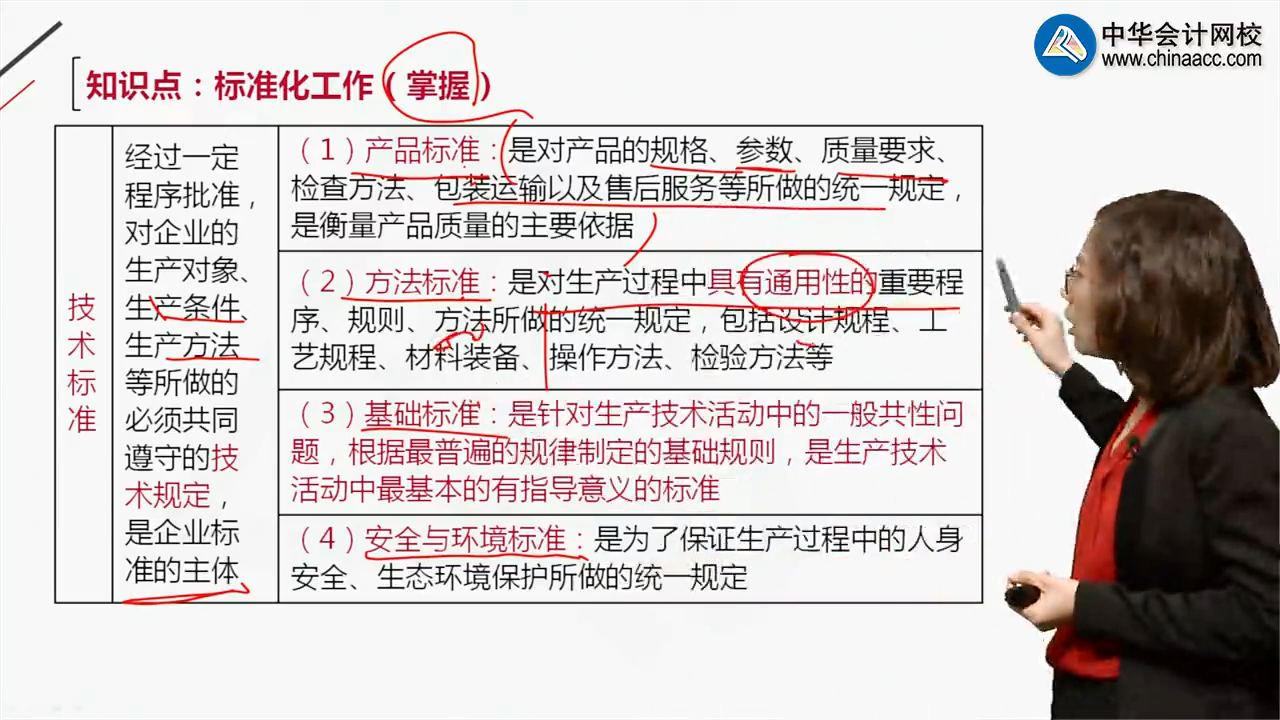 中华会计网校
www.chinaacc.com
知识点：标准化工作（掌握）
技术标准
经过一定
程序批准，
对企业的
生产对象、
生产条件、
生产方法
等所做的
必须共同
遵守的技
术规定，
是企业标
准的主体
（1）产品标准：是对产品的规格、参数、质量要求、
检查方法、包装运输以及售后服务等所做的统一规定，
是衡量产品质量的主要依据
（2）方法标准：是对生产过程中具有通用性的重要程
序、规则、方法所做的统一规定，包括设计规程、工
艺规程、材料装备、操作方法、检验方法等
（3）基础标准：是针对生产技术活动中的一般共性问
题，根据最普遍的规律制定的基础规则，是生产技术
活动中最基本的有指导意义的标准
（4）安全与环境标准：是为了保证生产过程中的人身
安全、生态环境保护所做的统一规定